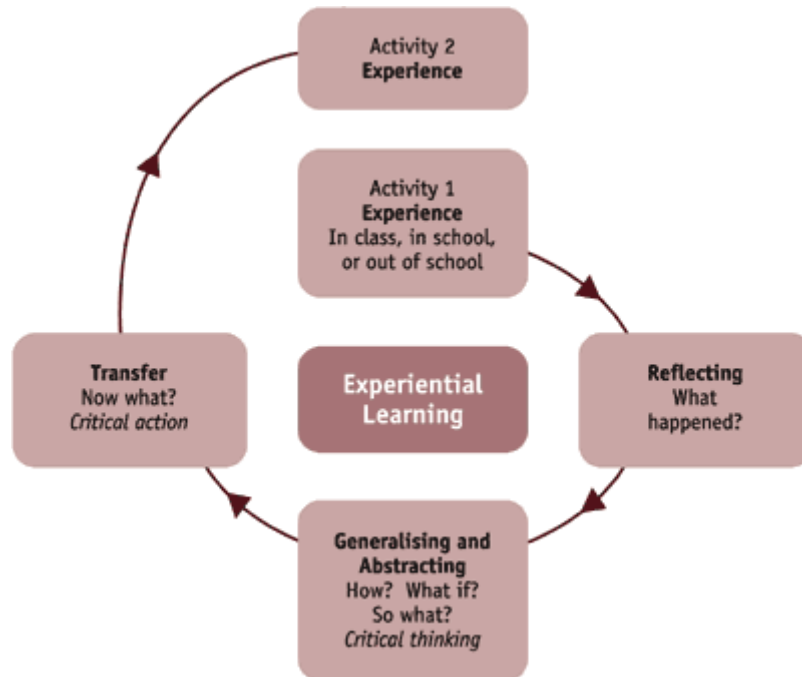 Activity 2
Experience
Activity 1
Experience
In class, in school,
or out of school
Transfer
Now what?
Critical action
Experiential
Learning
Reflecting
What
happened?
Generalising and
Abstracting
How? What if?
So what?
Critical thinking